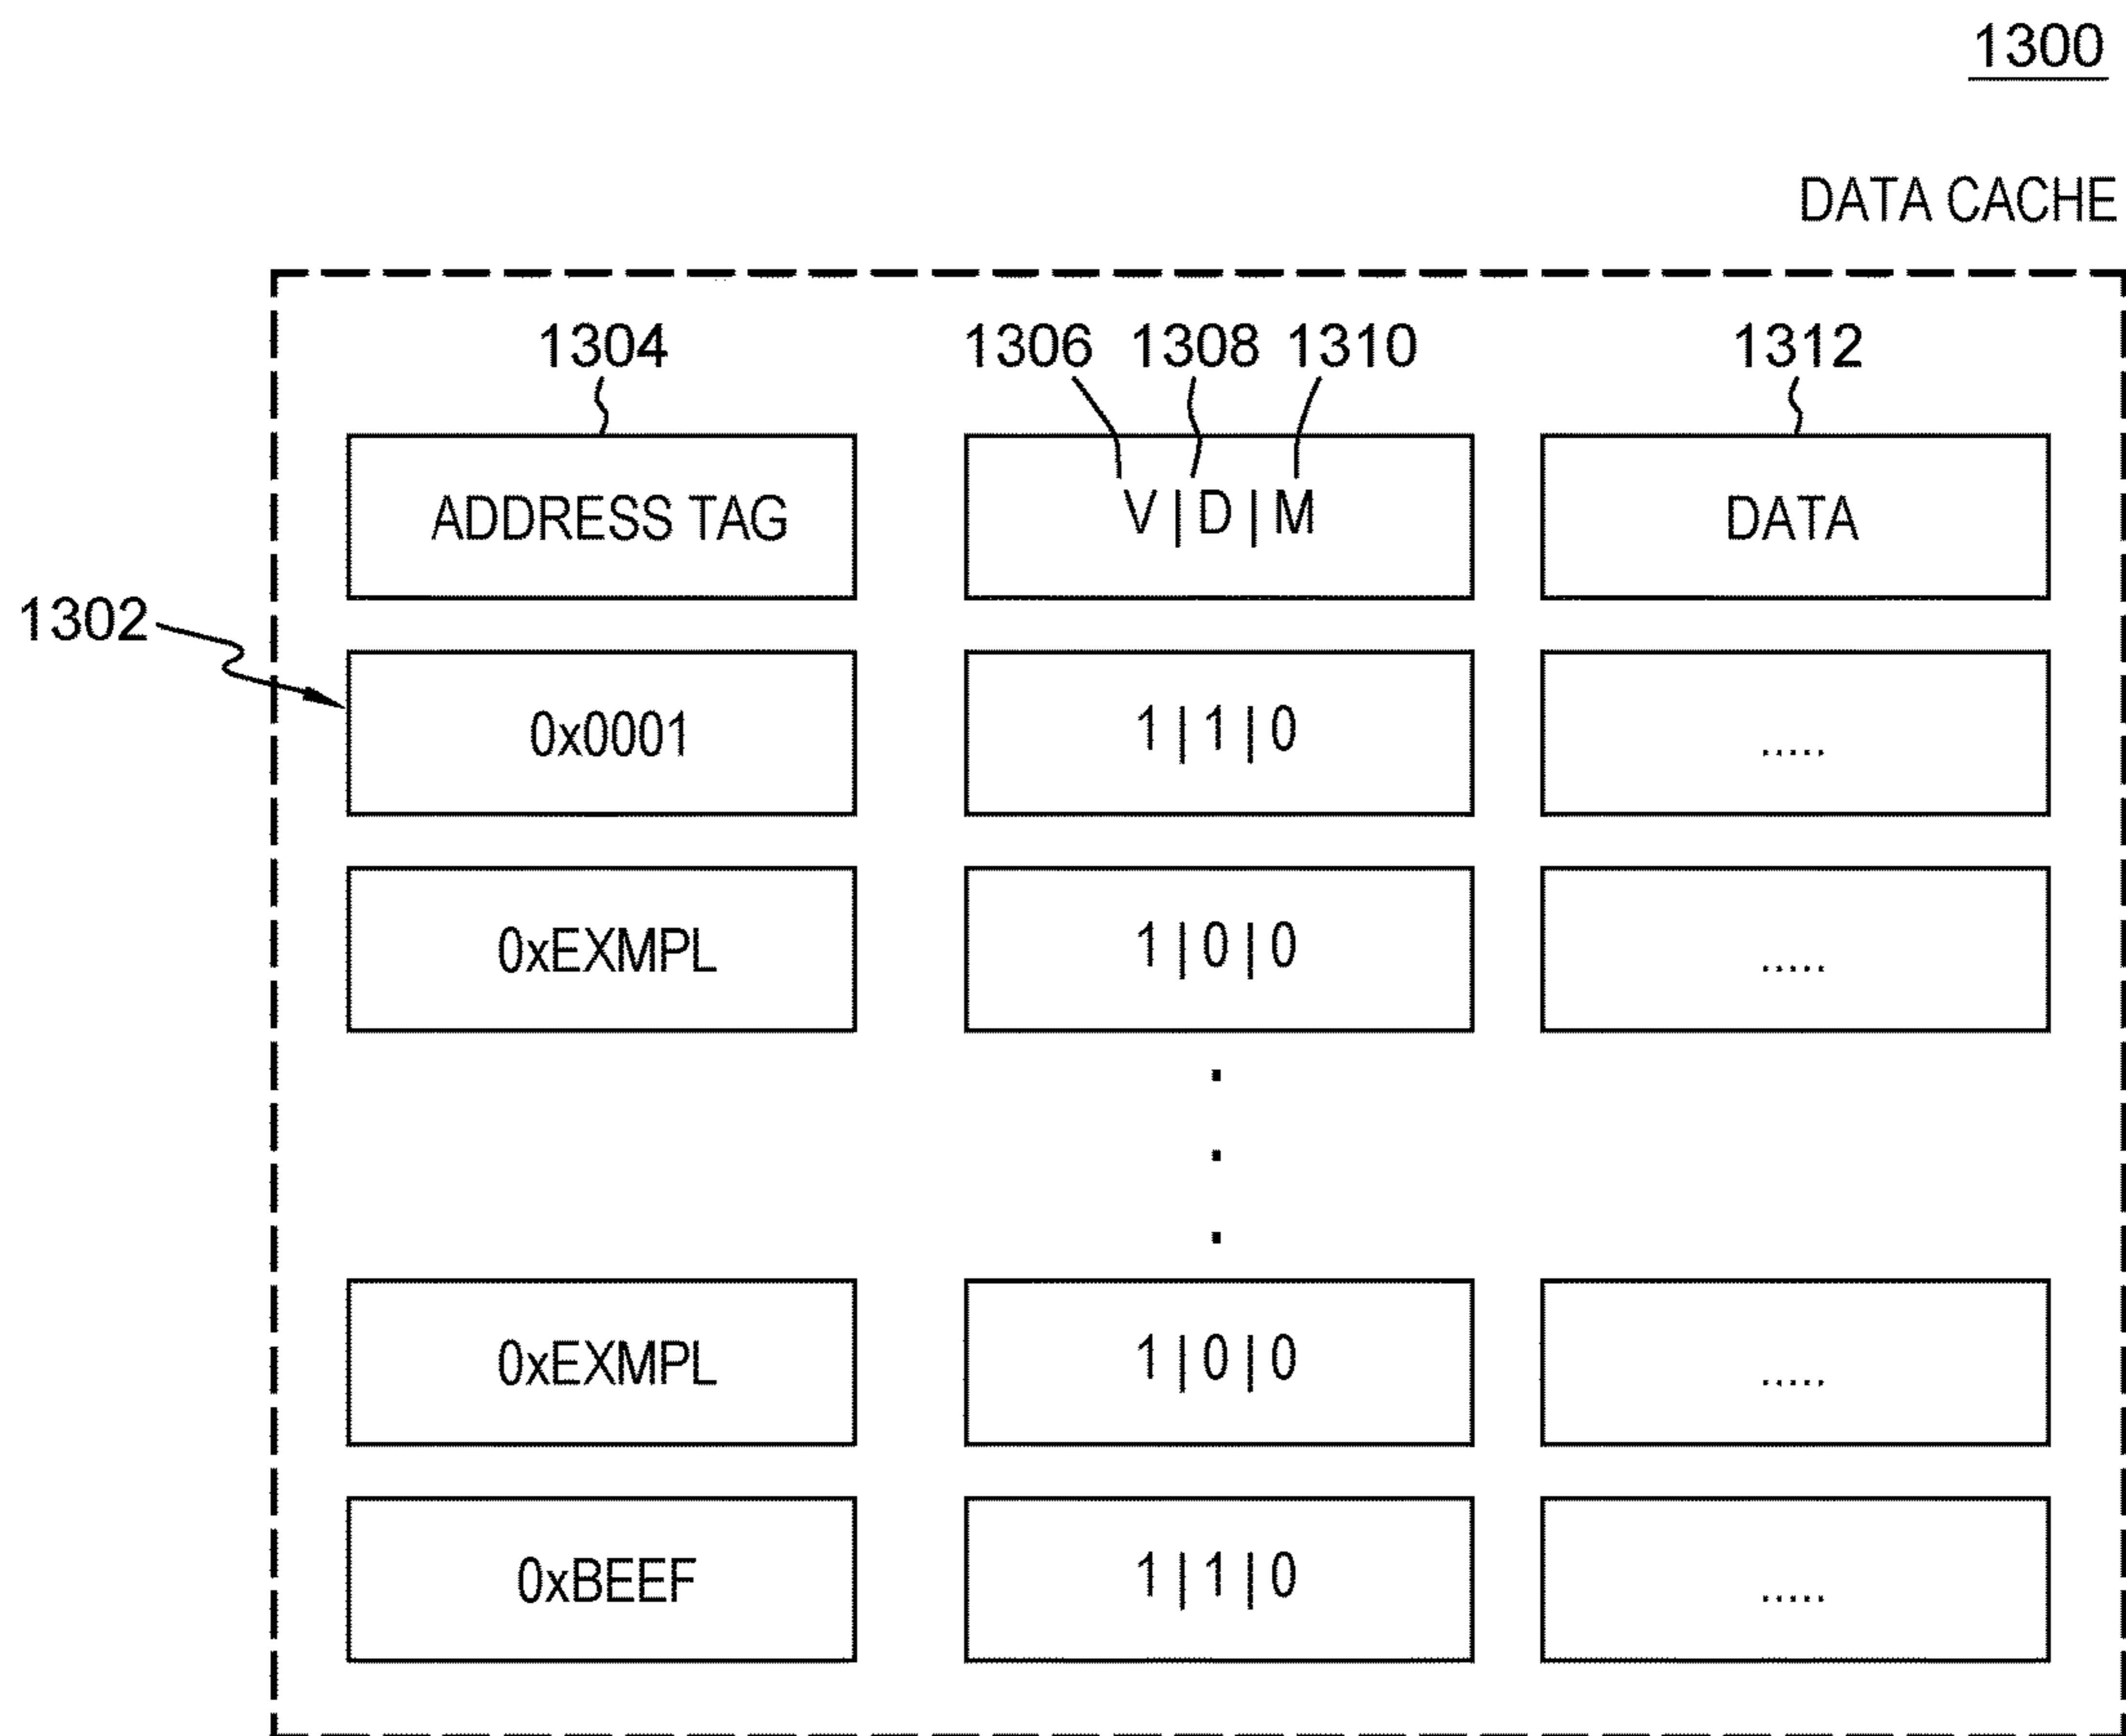 1300
DATA CACHE
1304 1306 1308 1310 1312
ADDRESS TAG V | D | M DATA
1302
0x0001 1 | 1 | 0 .....
0xEXMPL 1 | 0 | 0 .....
0xEXMPL 1 | 0 | 0 .....
0xBEEF 1 | 1 | 0 .....